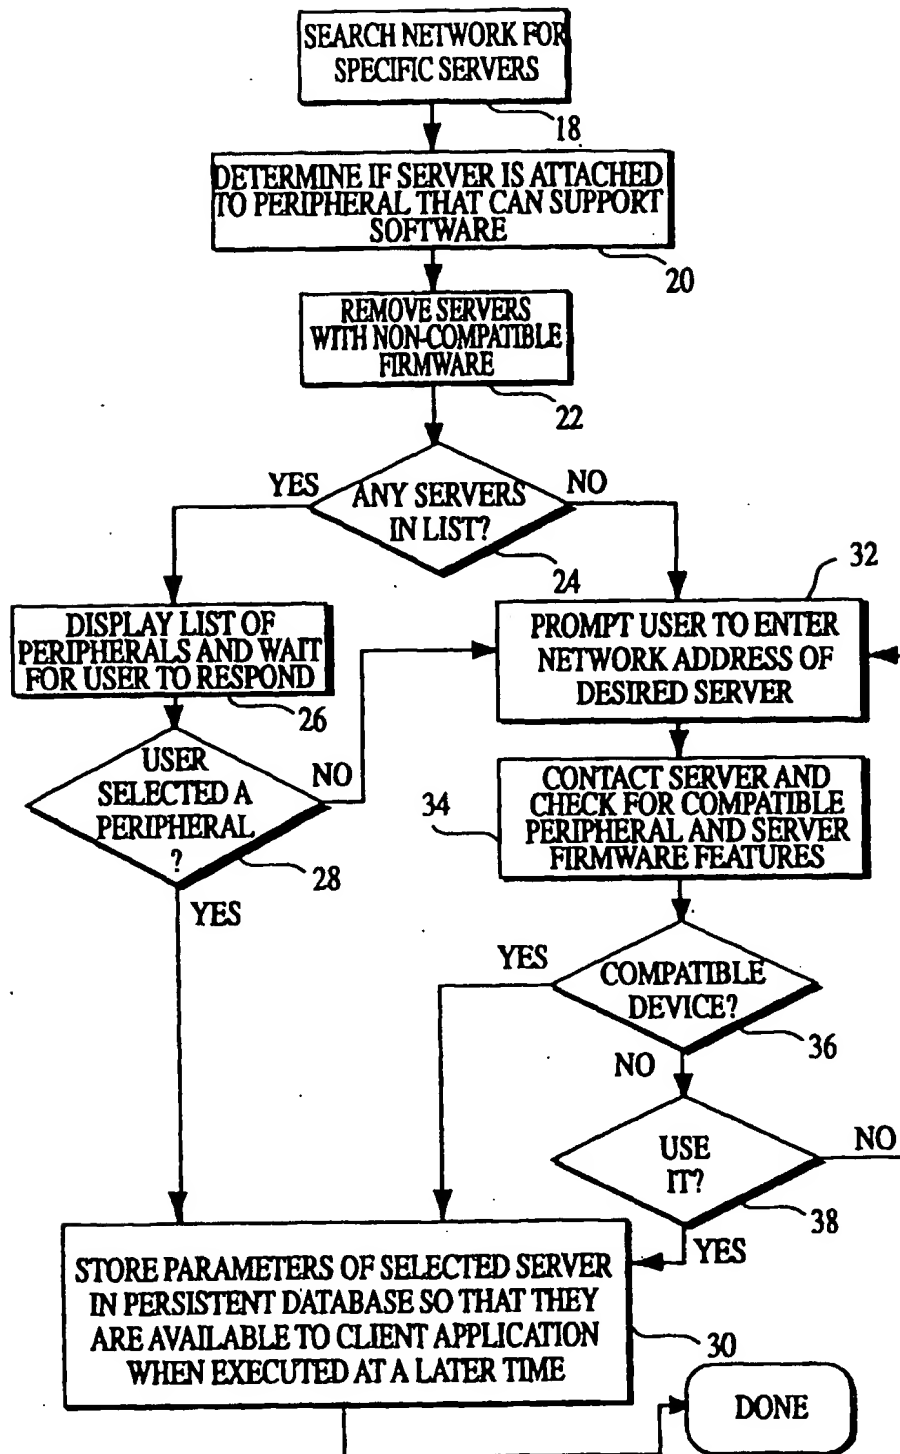 SEARCH NETWORK FOR
SPECIFIC SERVERS
18
DETERMINE IF SERVER IS ATTACHED
TO PERIPHERAL THAT CAN SUPPORT
SOFTWARE
20
REMOVE SERVERS
WITH NON-COMPATIBLE
FIRMWARE
22
YES
ANY SERVERS
IN LIST?
NO
24
32
DISPLAY LIST OF
PERIPHERALS AND WAIT
FOR USER TO RESPOND
26
PROMPT USER TO ENTER
NETWORK ADDRESS OF
DESIRED SERVER
USER
SELECTED A
PERIPHERAL
?
NO
28
YES
34
CONTACT SERVER AND
CHECK FOR COMPATIBLE
PERIPHERAL AND SERVER
FIRMWARE FEATURES
YES
COMPATIBLE
DEVICE?
36
NO
USE
IT?
NO
38
YES
STORE PARAMETERS OF SELECTED SERVER
IN PERSISTENT DATABASE SO THAT THEY
ARE AVAILABLE TO CLIENT APPLICATION
WHEN EXECUTED AT A LATER TIME
30
DONE